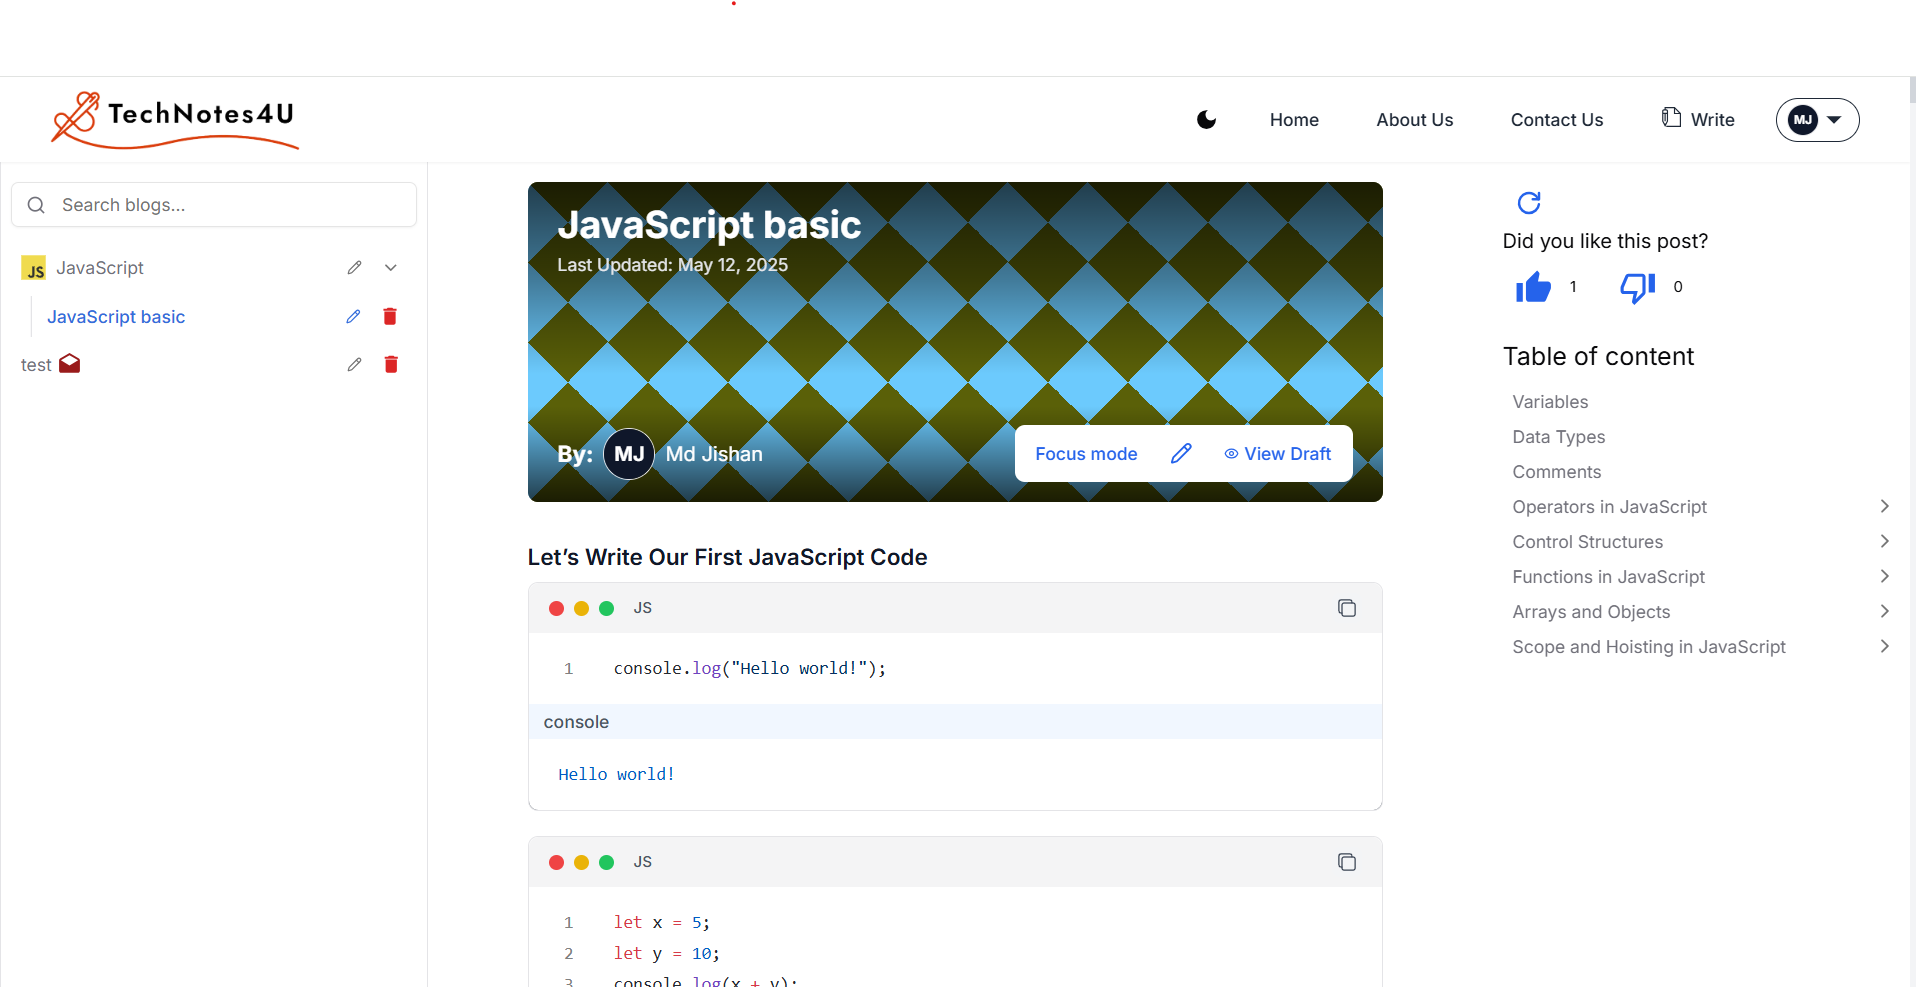 TechNotes4U
Home
About Us
Contact Us
Write
MJ
Search blogs...
JS JavaScript
JavaScript basic
test
JavaScript basic
Last Updated: May 12, 2025
By: MJ Md Jishan
Focus mode
View Draft
Let’s Write Our First JavaScript Code
JS
1 console.log("Hello world!");
console
Hello world!
JS
1 let x = 5;
2 let y = 10;
3 console.log(x + y);
Did you like this post?
1
0
Table of content
Variables
Data Types
Comments
Operators in JavaScript
Control Structures
Functions in JavaScript
Arrays and Objects
Scope and Hoisting in JavaScript